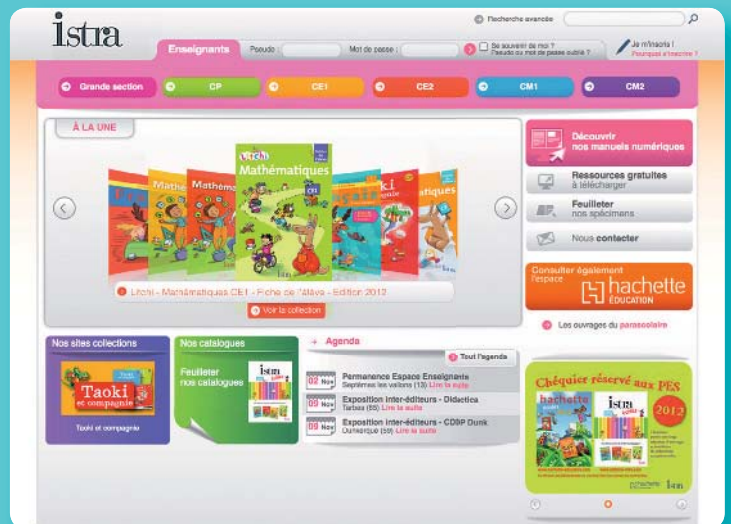 istra
Recherche avancée
Enseignants
Pseudo :
Mot de passe :
Se souvenir de moi ?
Pseudo ou mot de passe oublié ?
Je m'inscris !
Pourquoi s'inscrire ?
Grande section
CP
CE1
CE2
CM1
CM2
À LA UNE
Litchi
Mathématiques
CE1
istra
Litchi - Mathématiques CE1 - Fiche de l'élève - Edition 2012
Voir la collection
Découvrir
nos manuels numériques
Ressources gratuites
à télécharger
Feuilleter
nos spécimens
Nous contacter
Consulter également
l'espace
hachette
ÉDUCATION
Les ouvrages du parascolaire
Nos sites collections
Taoki
et compagnie
Taoki et compagnie
Nos catalogues
Feuilleter
nos catalogues
istra
Agenda
Tout l'agenda
02 Nov
Permanence Espace Enseignants
Septèmes les vallons (13) Lire la suite
09 Nov
Exposition inter-éditeurs - Didactica
Tarbes (65) Lire la suite
09 Nov
Exposition inter-éditeurs - CDDP Dunk
Dunkerque (59) Lire la suite
Chéquier réservé aux PES
hachette
istra
2012
hachette
istra